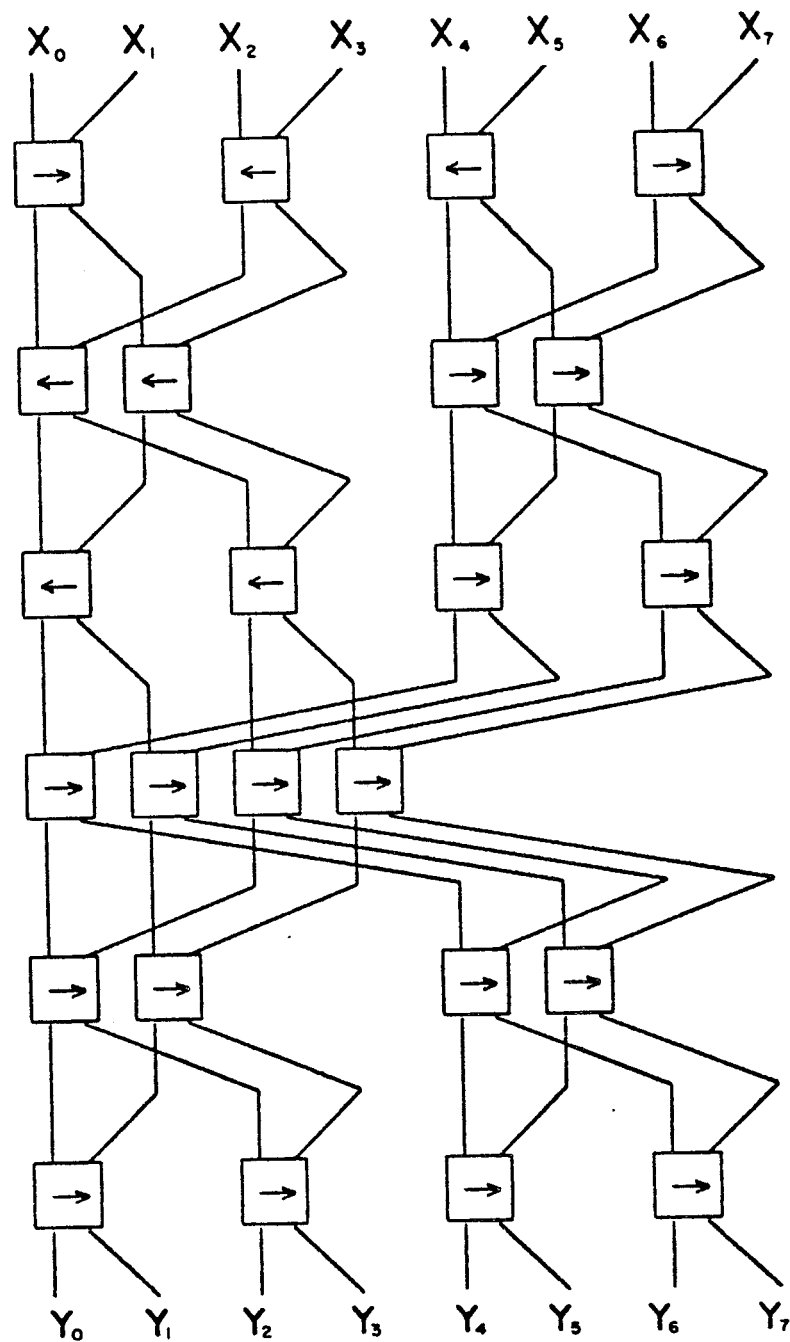 X₀ X₁ X₂ X₃ X₄ X₅ X₆ X₇
Y₀ Y₁ Y₂ Y₃ Y₄ Y₅ Y₆ Y₇